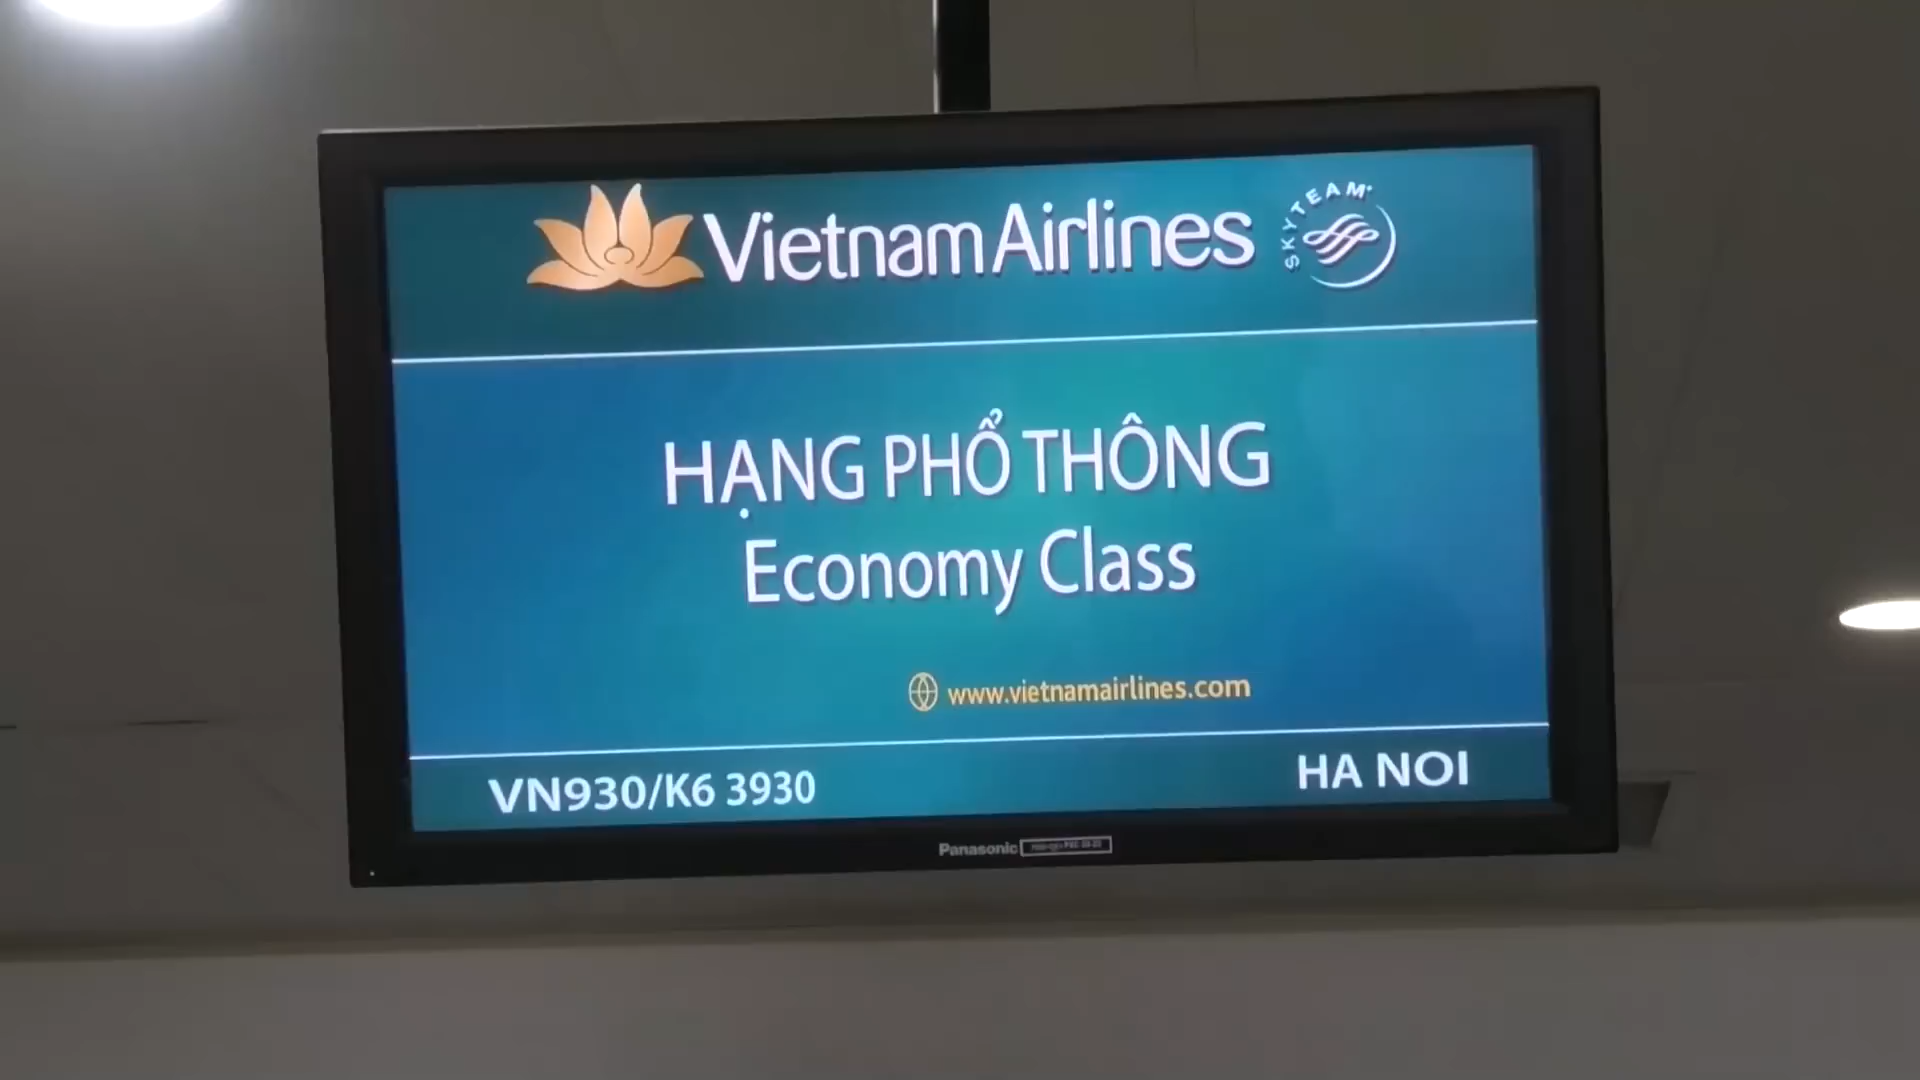 Vietnam Airlines SKYTEAM
HẠNG PHỔ THÔNG
Economy Class
www.vietnamairlines.com
VN930/K6 3930 HA NOI
Panasonic